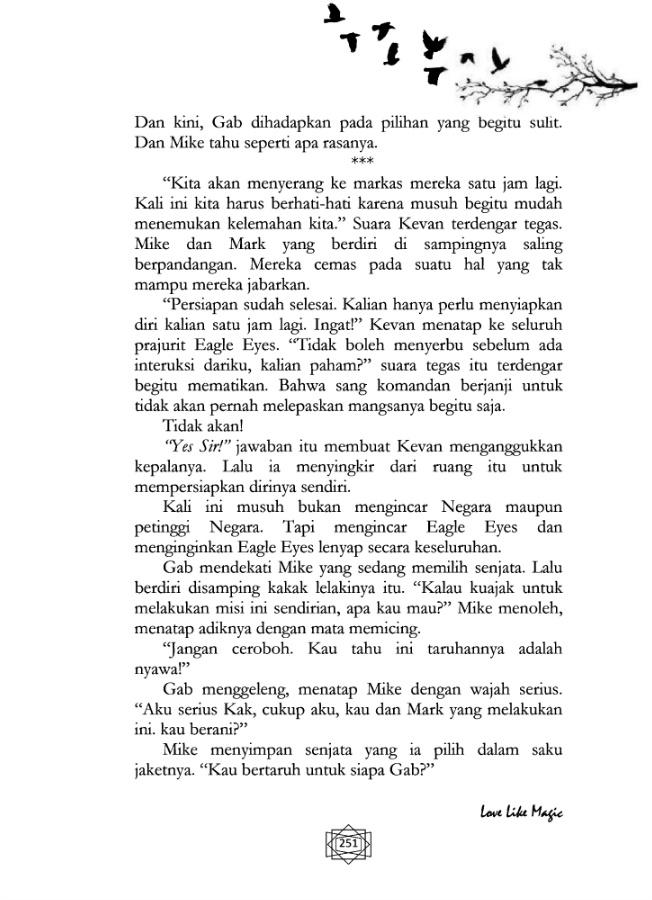 Dan kini, Gab dihadapkan pada pilihan yang begitu sulit.
Dan Mike tahu seperti apa rasanya.
***
“Kita akan menyerang ke markas mereka satu jam lagi.
Kali ini kita harus berhati-hati karena musuh begitu mudah
menemukan kelemahan kita.” Suara Kevan terdengar tegas.
Mike dan Mark yang berdiri di sampingnya saling
berpandangan. Mereka cemas pada suatu hal yang tak
mampu mereka jabarkan.
“Persiapan sudah selesai. Kalian hanya perlu menyiapkan
diri kalian satu jam lagi. Ingat!” Kevan menatap ke seluruh
prajurit Eagle Eyes. “Tidak boleh menyerbu sebelum ada
interuksi dariku, kalian paham?” suara tegas itu terdengar
begitu mematikan. Bahwa sang komandan berjanji untuk
tidak akan pernah melepaskan mangsanya begitu saja.
Tidak akan!
“Yes Sir!” jawaban itu membuat Kevan menganggukkan
kepalanya. Lalu ia menyingkir dari ruang itu untuk
mempersiapkan dirinya sendiri.
Kali ini musuh bukan mengincar Negara maupun
petinggi Negara. Tapi mengincar Eagle Eyes dan
menginginkan Eagle Eyes lenyap secara keseluruhan.
Gab mendekati Mike yang sedang memilih senjata. Lalu
berdiri disamping kakak lelakinya itu. “Kalau kuajak untuk
melakukan misi ini sendirian, apa kau mau?” Mike menoleh,
menatap adiknya dengan mata memicing.
“Jangan ceroboh. Kau tahu ini taruhannya adalah
nyawa!”
Gab menggeleng, menatap Mike dengan wajah serius.
“Aku serius Kak, cukup aku, kau dan Mark yang melakukan
ini. kau berani?”
Mike menyimpan senjata yang ia pilih dalam saku
jaketnya. “Kau bertaruh untuk siapa Gab?”
Love Like Magic
251